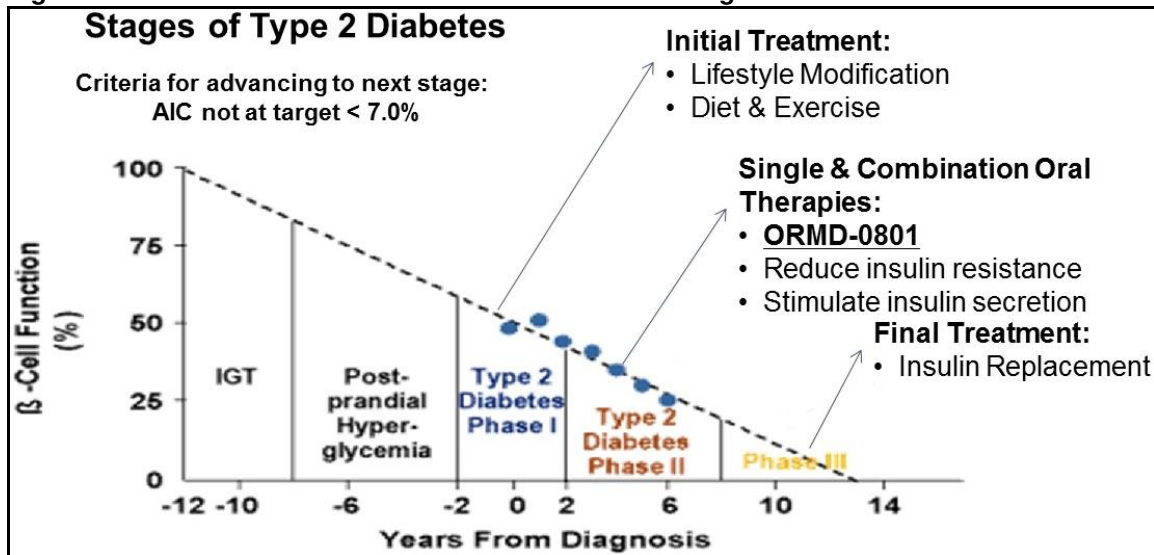 Stages of Type 2 Diabetes
Criteria for advancing to next stage:
AIC not at target < 7.0%
Initial Treatment:
• Lifestyle Modification
• Diet & Exercise
Single & Combination Oral
Therapies:
• ORMD-0801
• Reduce insulin resistance
• Stimulate insulin secretion
Final Treatment:
• Insulin Replacement
ß -Cell Function
(%)
100
75
50
25
0
IGT
Post-
prandial
Hyper-
glycemia
Type 2
Diabetes
Phase I
Type 2
Diabetes
Phase II
Phase III
-12 -10 -6 -2 0 2 6 10 14
Years From Diagnosis